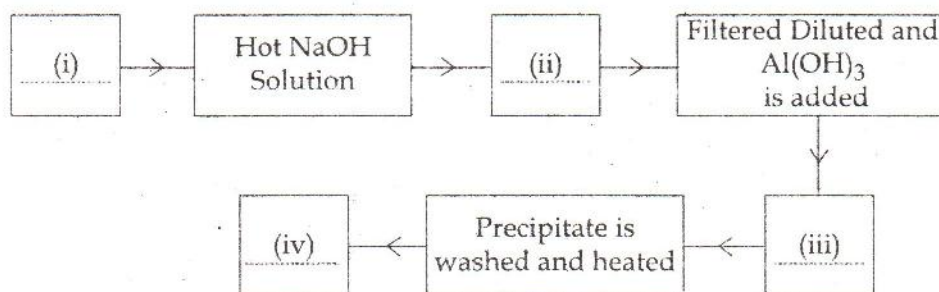 (i)
Hot NaOH
Solution
(ii)
Filtered Diluted and
Al(OH)3
is added
(iii)
Precipitate is
washed and heated
(iv)